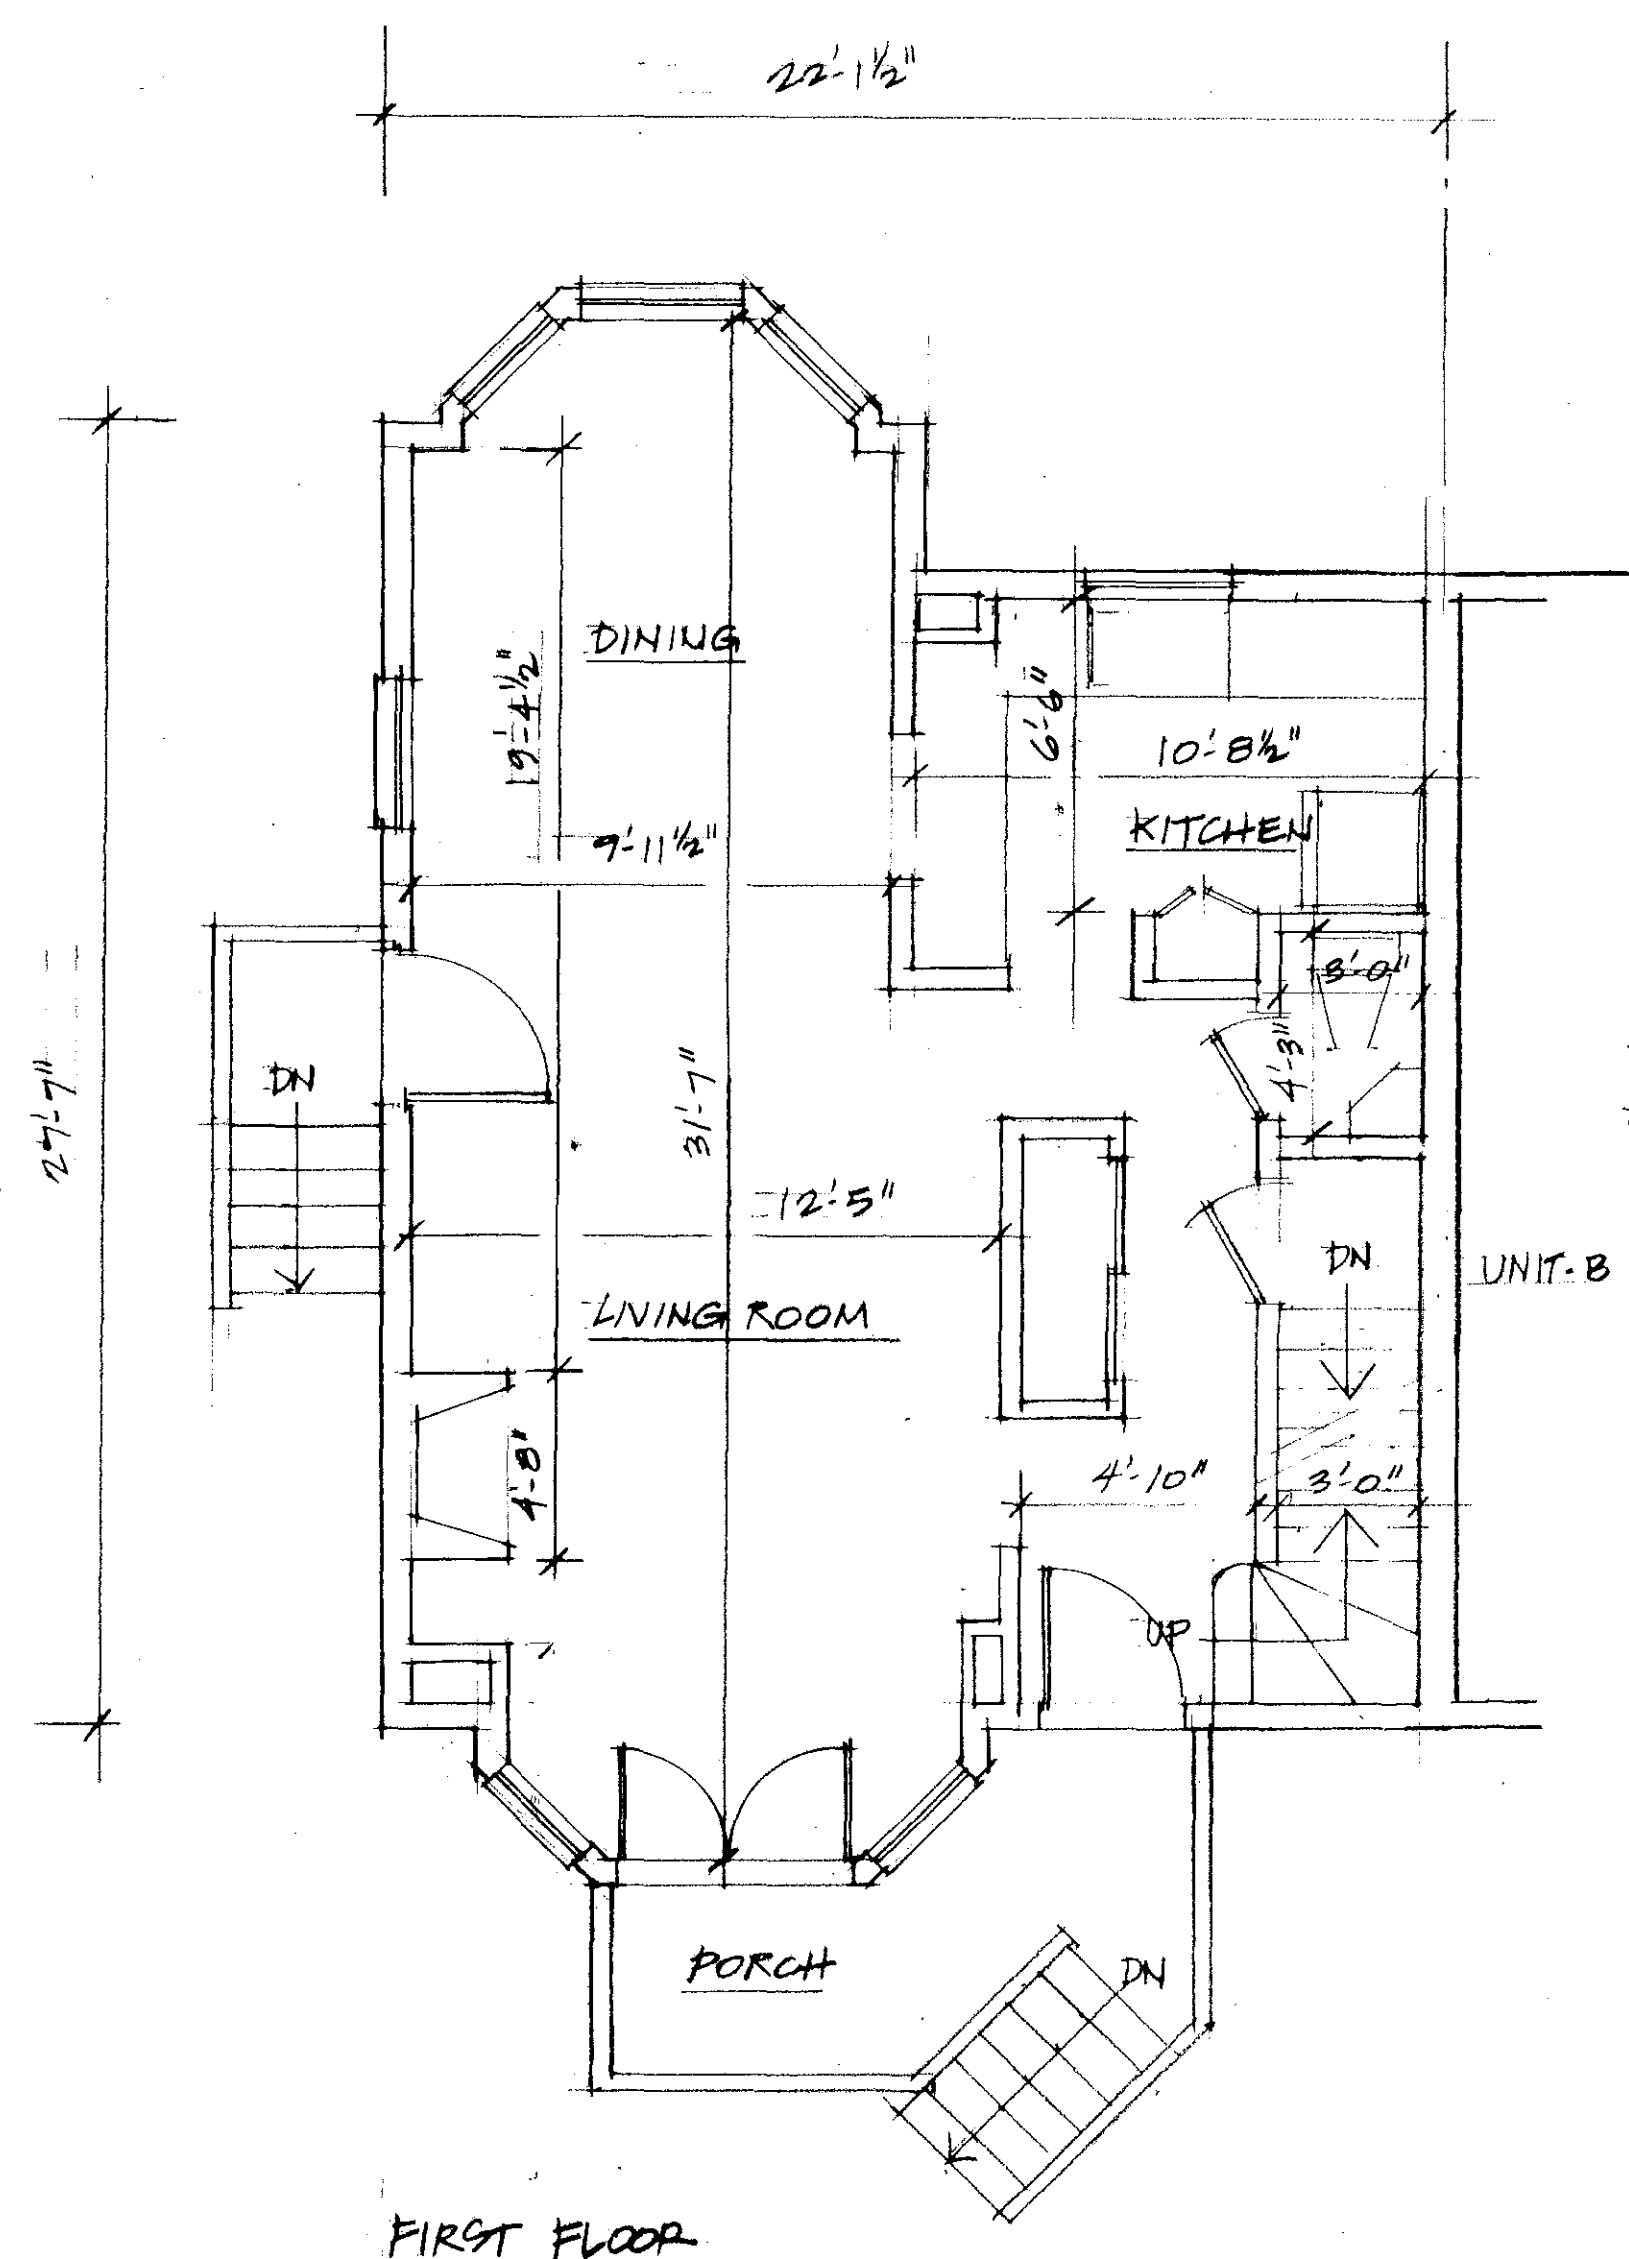 22'-1½"
DINING
19'-4½"
6'-6"
10'-8½"
KITCHEN
9'-11½"
3'-0"
4'-3"
DN
27'-7"
31'-7"
12'-5"
DN
UNIT-B
LIVING ROOM
4'-8"
4'-10"
3'-0"
UP
PORCH
DN
FIRST FLOOR